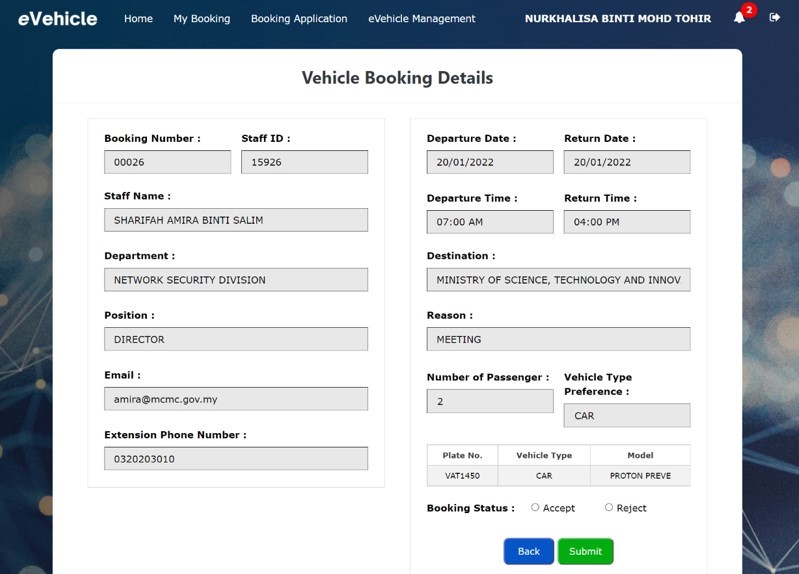 eVehicle Home My Booking Booking Application eVehicle Management NURKHALISA BINTI MOHD TOHIR 2
Vehicle Booking Details
Booking Number : Staff ID :
00026 15926
Staff Name :
SHARIFAH AMIRA BINTI SALIM
Department :
NETWORK SECURITY DIVISION
Position :
DIRECTOR
Email :
amira@mcmc.gov.my
Extension Phone Number :
0320203010
Departure Date : Return Date :
20/01/2022 20/01/2022
Departure Time : Return Time :
07:00 AM 04:00 PM
Destination :
MINISTRY OF SCIENCE, TECHNOLOGY AND INNOV
Reason :
MEETING
Number of Passenger : Vehicle Type
Preference :
2
CAR
Plate No. Vehicle Type Model
VAT1450 CAR PROTON PREVE
Booking Status : Accept Reject
Back Submit